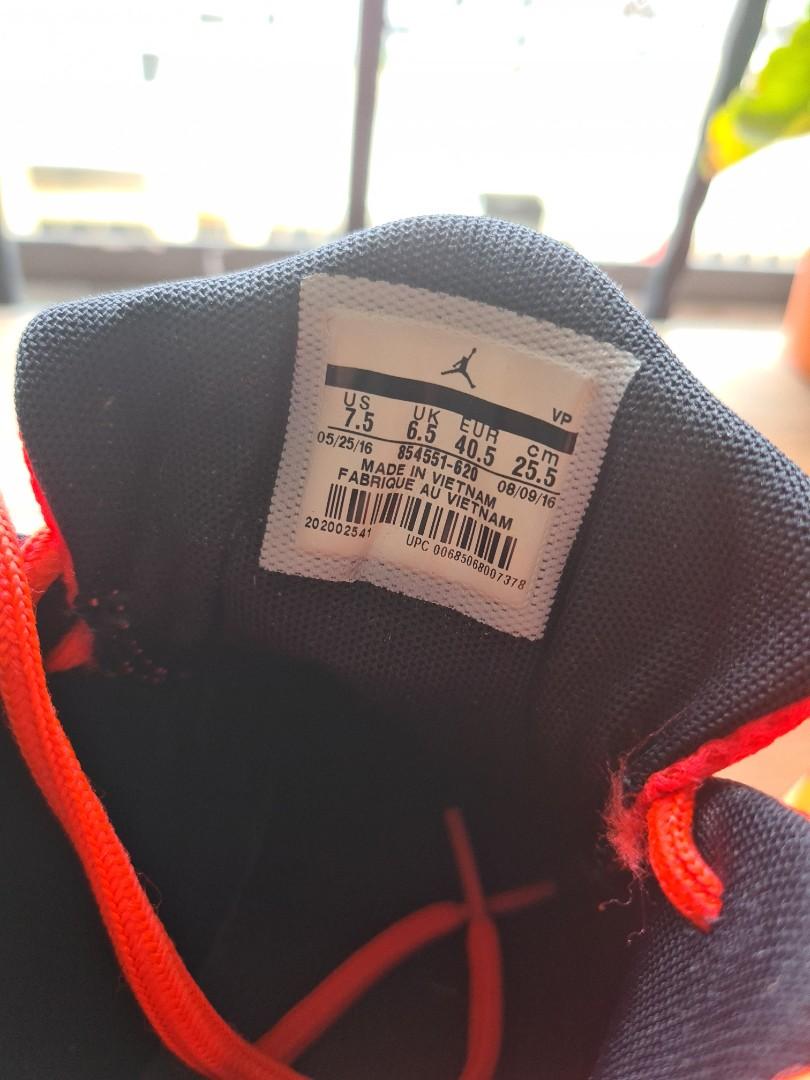 VP
US UK EUR cm
7.5 6.5 40.5 25.5
05/25/16 854551-620 08/09/16
MADE IN VIETNAM
FABRIQUE AU VIETNAM
202002541
UPC 00685068007378